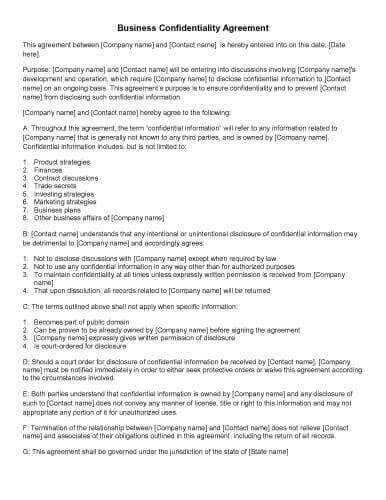 Business Confidentiality Agreement
This agreement between [Company name] and [Contact name] is hereby entered into on this date: [Date
here].
Purpose: [Company name] and [Contact name] will be entering into discussions involving [Company name]'s
development and operation, which require [Company name] to disclose confidential information to [Contact
name] on an ongoing basis. This agreement's purpose is to ensure confidentiality and to prevent [Contact
name] from disclosing such confidential information.
[Company name] and [Contact name] hereby agree to the following:
A: Throughout this agreement, the term "confidential information" will refer to any information related to
[Company name] that is generally not known to any third parties, and is owned by [Company name].
Confidential information includes, but is not limited to:
1. Product strategies
2. Finances
3. Contract discussions
4. Trade secrets
5. Investing strategies
6. Marketing strategies
7. Business plans
8. Other business affairs of [Company name]
B: [Contact name] understands that any intentional or unintentional disclosure of confidential information may
be detrimental to [Company name] and accordingly agrees:
1. Not to disclose discussions with [Company name] except when required by law
2. Not to use any confidential information in any way other than for authorized purposes
3. To maintain confidentiality at all times unless expressly written permission is received from [Company
name]
4. That upon dissolution, all records related to [Company name] will be returned
C: The terms outlined above shall not apply when specific information:
1. Becomes part of public domain
2. Can be proven to be already owned by [Company name] before signing the agreement
3. [Company name] expressly gives written permission of disclosure
4. Is court-ordered for disclosure
D: Should a court order for disclosure of confidential information be received by [Contact name], [Company
name] must be notified immediately in order to either seek protective orders or waive this agreement according
to the circumstances involved.
E: Both parties understand that confidential information is owned by [Company name] and any disclosure of
such to [Contact name] does not convey any manner of license, title or right to this information and may not
appropriate any portion of it for unauthorized uses.
F: Termination of the relationship between [Company name] and [Contact name] does not relieve [Contact
name] and associates of their obligations outlined in this agreement, including the return of all records.
G: This agreement shall be governed under the jurisdiction of the state of [State name]